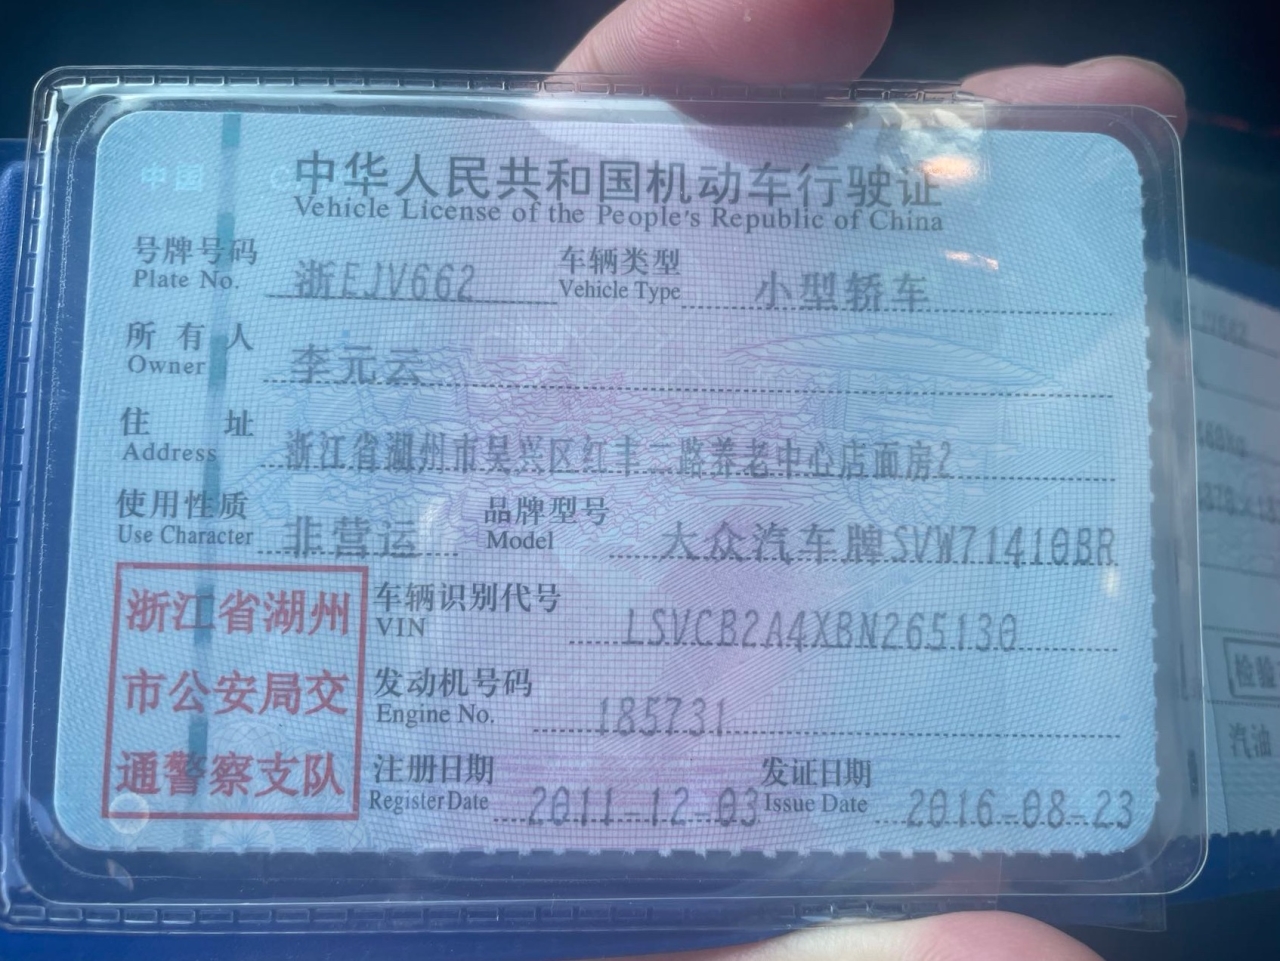 中国
中华人民共和国机动车行驶证
Vehicle License of the People's Republic of China
号牌号码 浙EJV662 车辆类型 小型轿车
Plate No. Vehicle Type
所有人 李元云
Owner
住址 浙江省湖州市吴兴区红丰二路养老中心店面房2
Address
使用性质 非营运 品牌型号 大众汽车牌SVW71410BR
Use Character Model
浙江省湖州
市公安局交
通警察支队
车辆识别代号 LSVCB2A4XBN265130
VIN
发动机号码 185731
Engine No.
注册日期 2011-12-03 发证日期 2016-08-23
Register Date Issue Date
检验
汽油